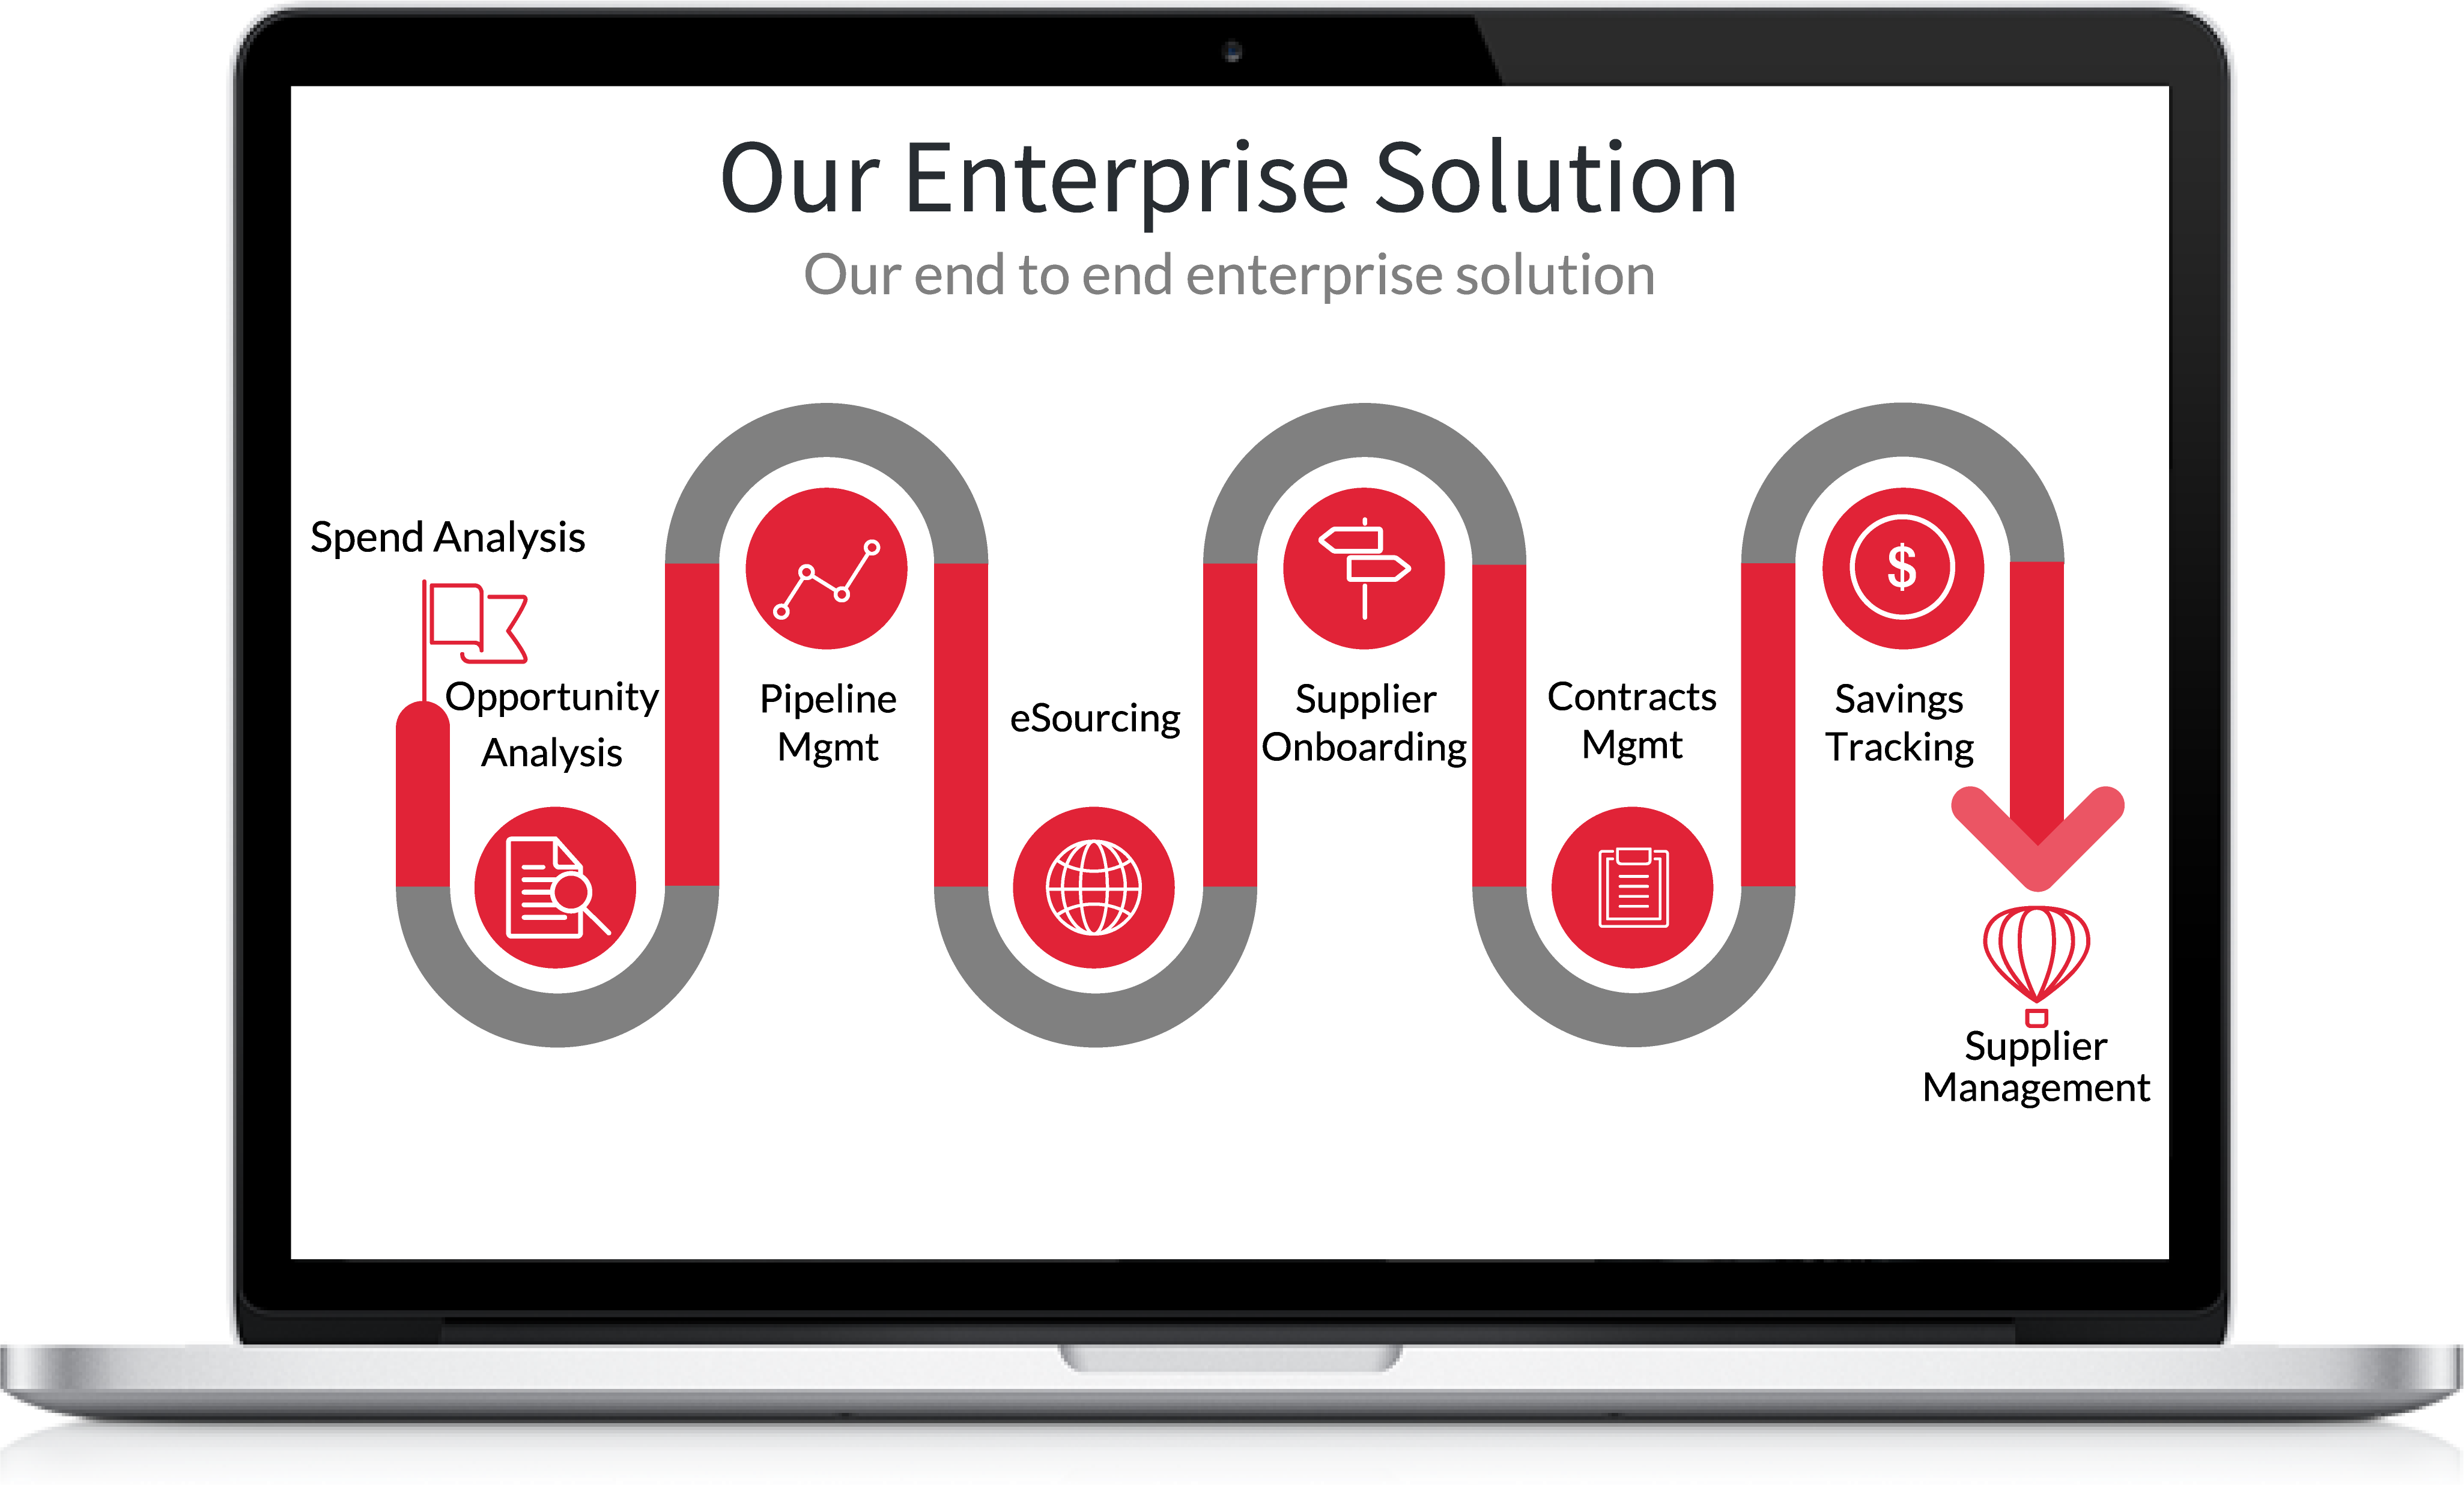 Our Enterprise Solution
Our end to end enterprise solution
Spend Analysis
Opportunity
Analysis
Pipeline
Mgmt
eSourcing
Supplier
Onboarding
Contracts
Mgmt
Savings
Tracking
$
Supplier
Management